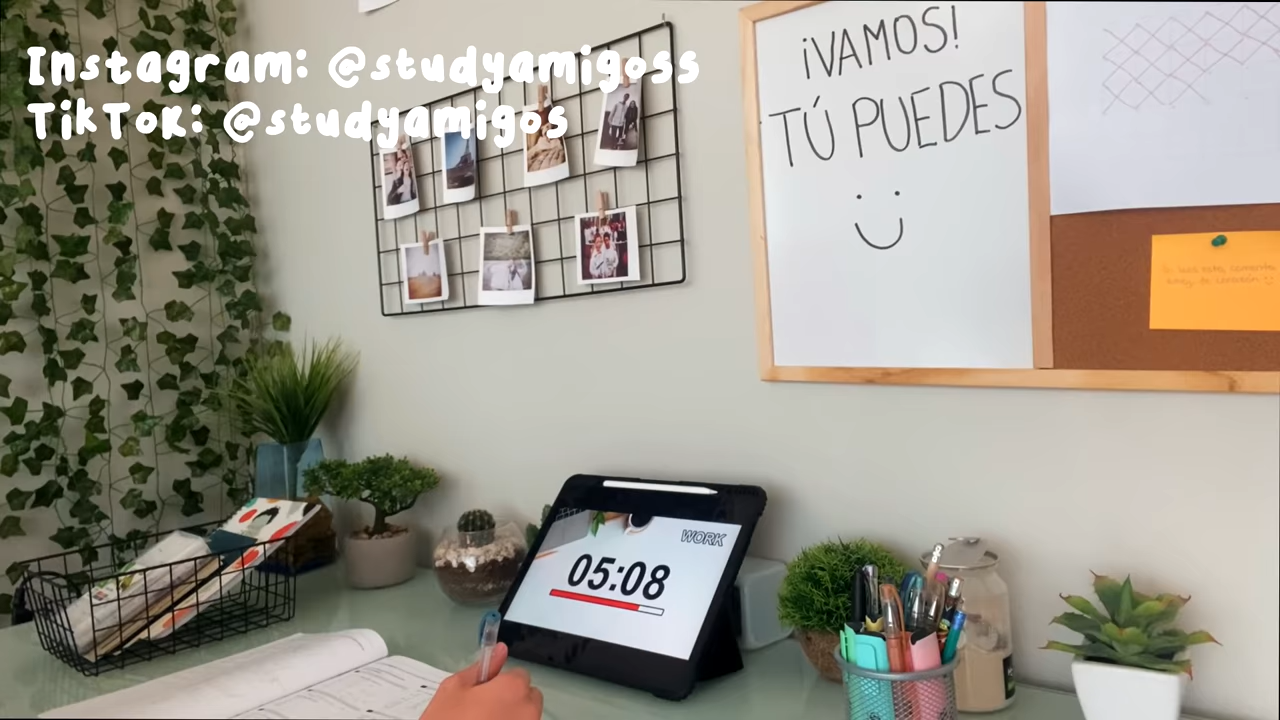 Instagram: @studyamigoss
TikTok: @studyamigos
¡VAMOS!
TÚ PUEDES
WORK
05:08